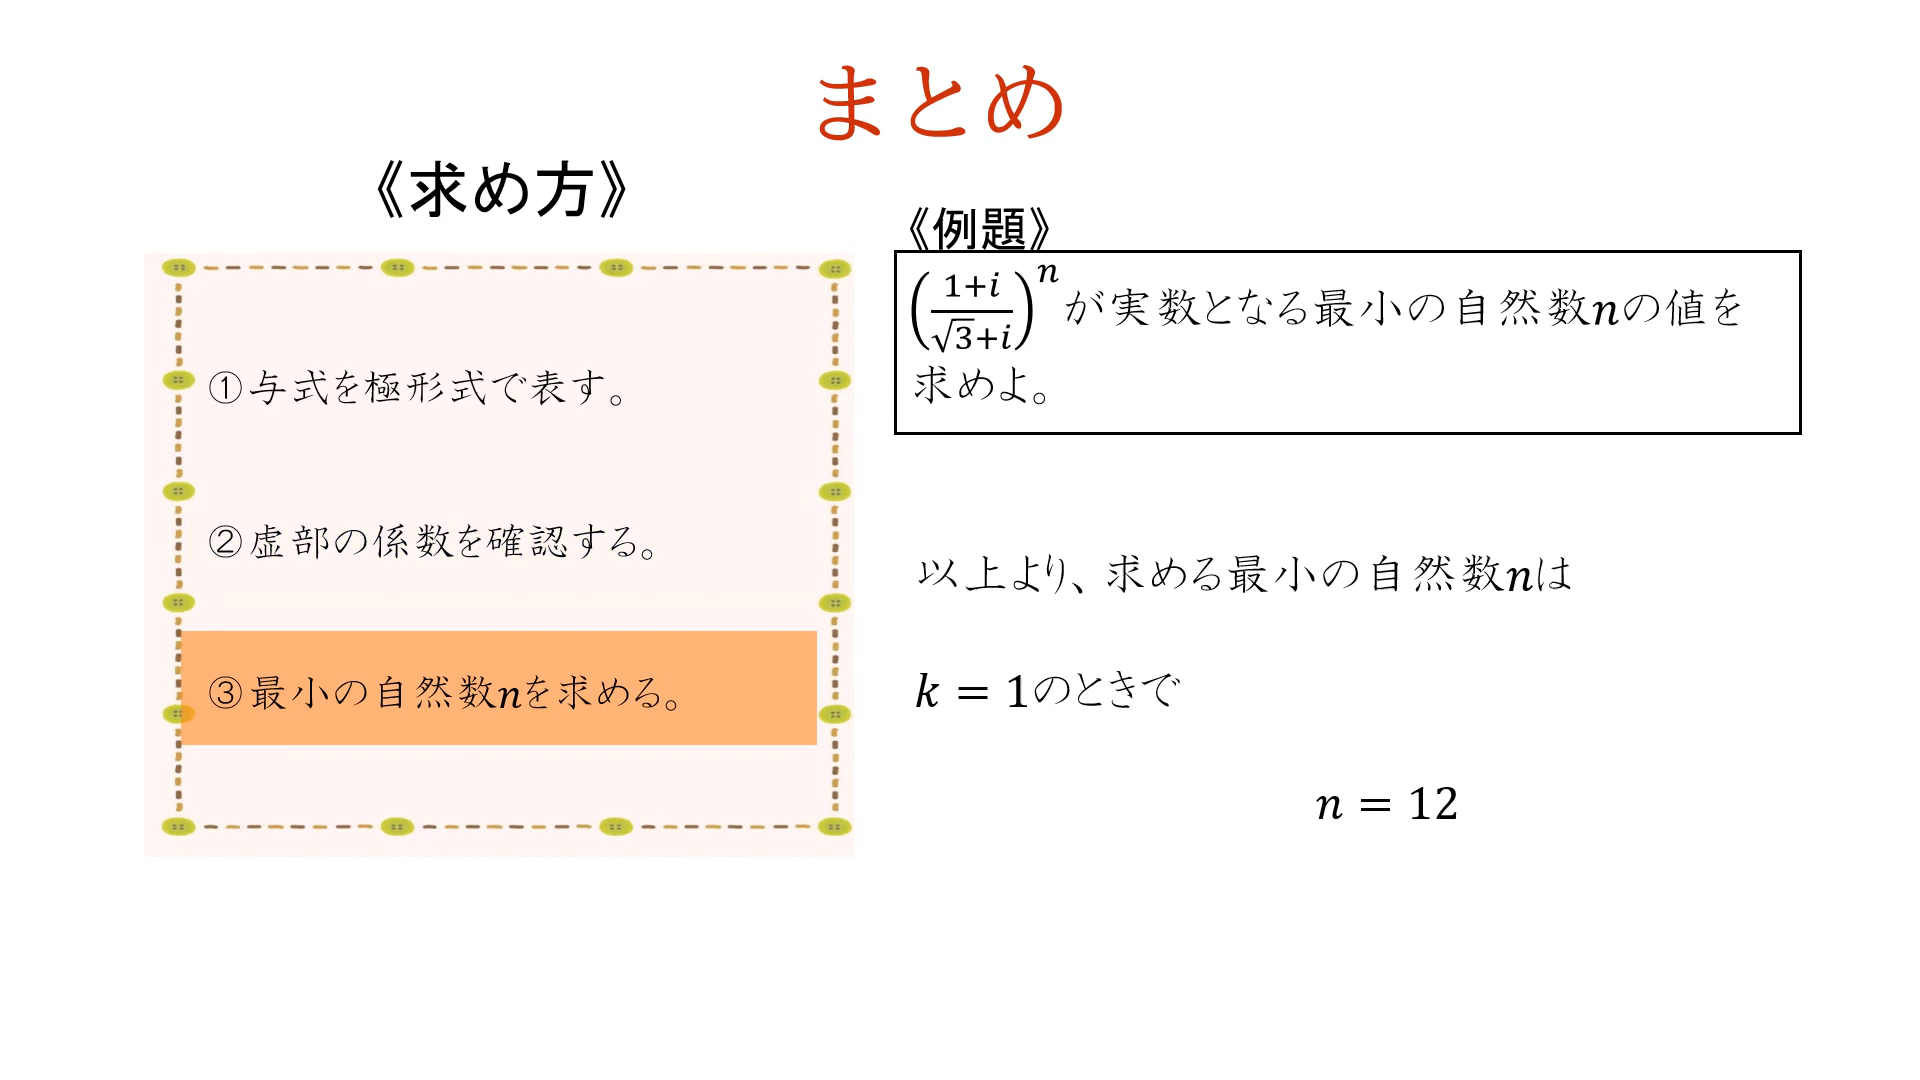 まとめ
《求め方》
①与式を極形式で表す。
②虚部の係数を確認する。
③最小の自然数nを求める。
《例題》
((1+i)/(√3+i))^nが実数となる最小の自然数nの値を
求めよ。
以上より、求める最小の自然数nは
k = 1のときで
n = 12